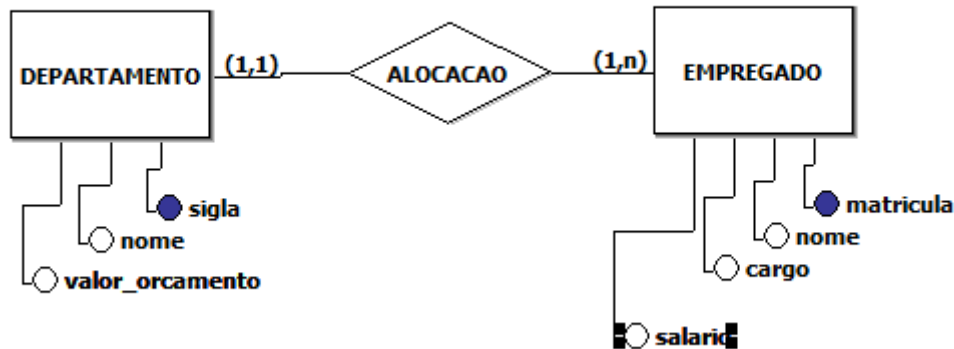 DEPARTAMENTO (1,1) ALOCACAO (1,n) EMPREGADO
sigla
nome
valor_orcamento
matricula
nome
cargo
salario